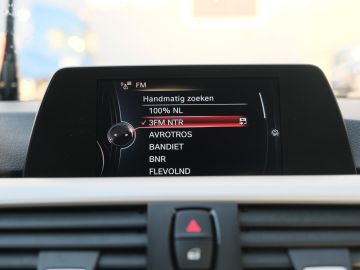 FM
Handmatig zoeken
100% NL
✓ 3FM NTR
AVROTROS
BANDIET
BNR
FLEVOLND